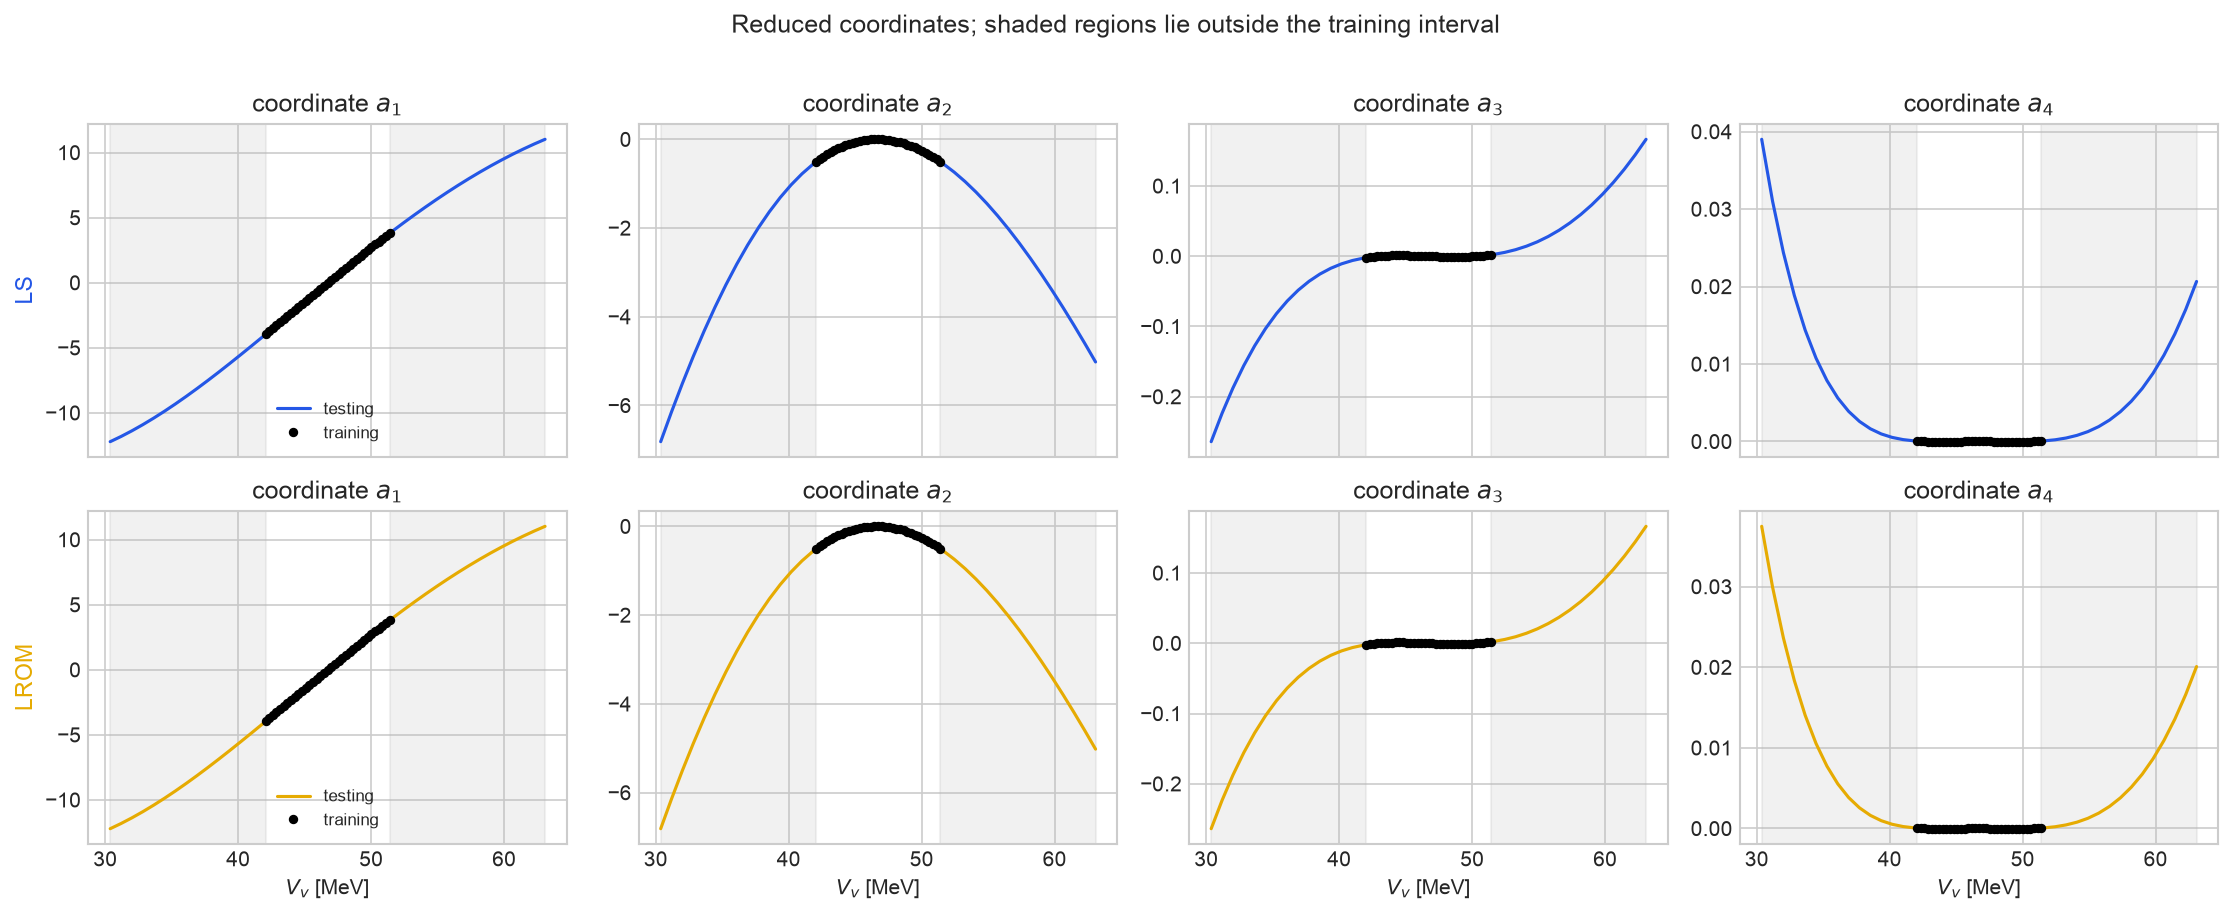 Reduced coordinates; shaded regions lie outside the training interval
coordinate a₁
coordinate a₂
coordinate a₃
coordinate a₄
LS
10
5
0
−5
−10
testing
training
0
−2
−4
−6
0.1
0.0
−0.1
−0.2
0.04
0.03
0.02
0.01
0.00
coordinate a₁
coordinate a₂
coordinate a₃
coordinate a₄
LROM
10
5
0
−5
−10
testing
training
0
−2
−4
−6
0.1
0.0
−0.1
−0.2
0.03
0.02
0.01
0.00
30 40 50 60
30 40 50 60
30 40 50 60
30 40 50 60
Vᵥ [MeV]
Vᵥ [MeV]
Vᵥ [MeV]
Vᵥ [MeV]